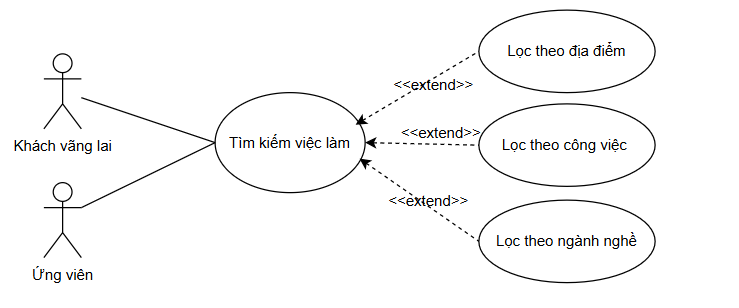 Lọc theo địa điểm
<<extend>>
Khách vãng lai
Tìm kiếm việc làm
<<extend>>
Lọc theo công việc
<<extend>>
Lọc theo ngành nghề
Ứng viên